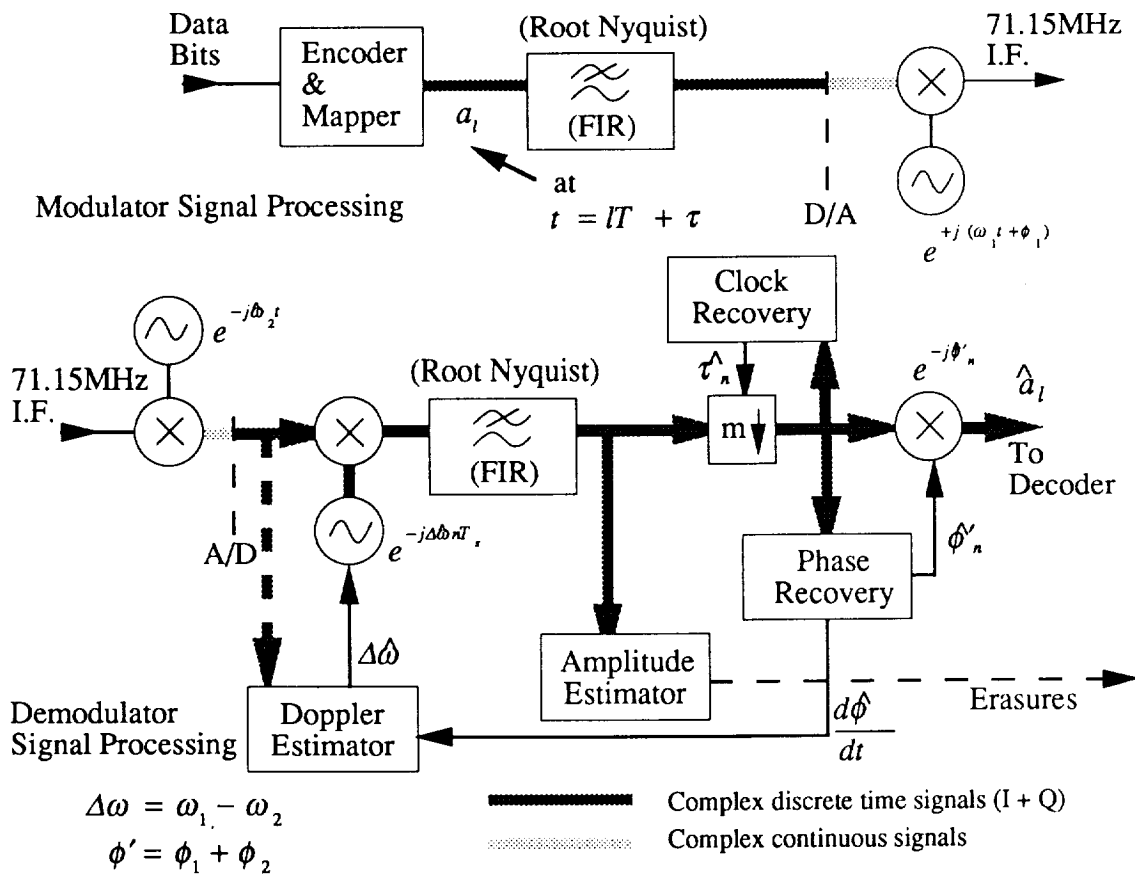 Data
Bits
Encoder
&
Mapper
a_l
(Root Nyquist)
(FIR)
71.15MHz
I.F.
at
t = lT + τ
D/A
e^{+j (ω_1 t + ϕ_1)}
Modulator Signal Processing
Clock
Recovery
e^{-jω̂_2 t}
71.15MHz
I.F.
(Root Nyquist)
(FIR)
τ^_n
m
e^{-jϕ̂'_n}
â_l
To
Decoder
A/D
e^{-jΔω̂nT_s}
Phase
Recovery
ϕ̂'_n
Δω̂
Amplitude
Estimator
Erasures
Demodulator
Signal Processing
Doppler
Estimator
dϕ̂
dt
Δω = ω_1 - ω_2
ϕ' = ϕ_1 + ϕ_2
Complex discrete time signals (I + Q)
Complex continuous signals